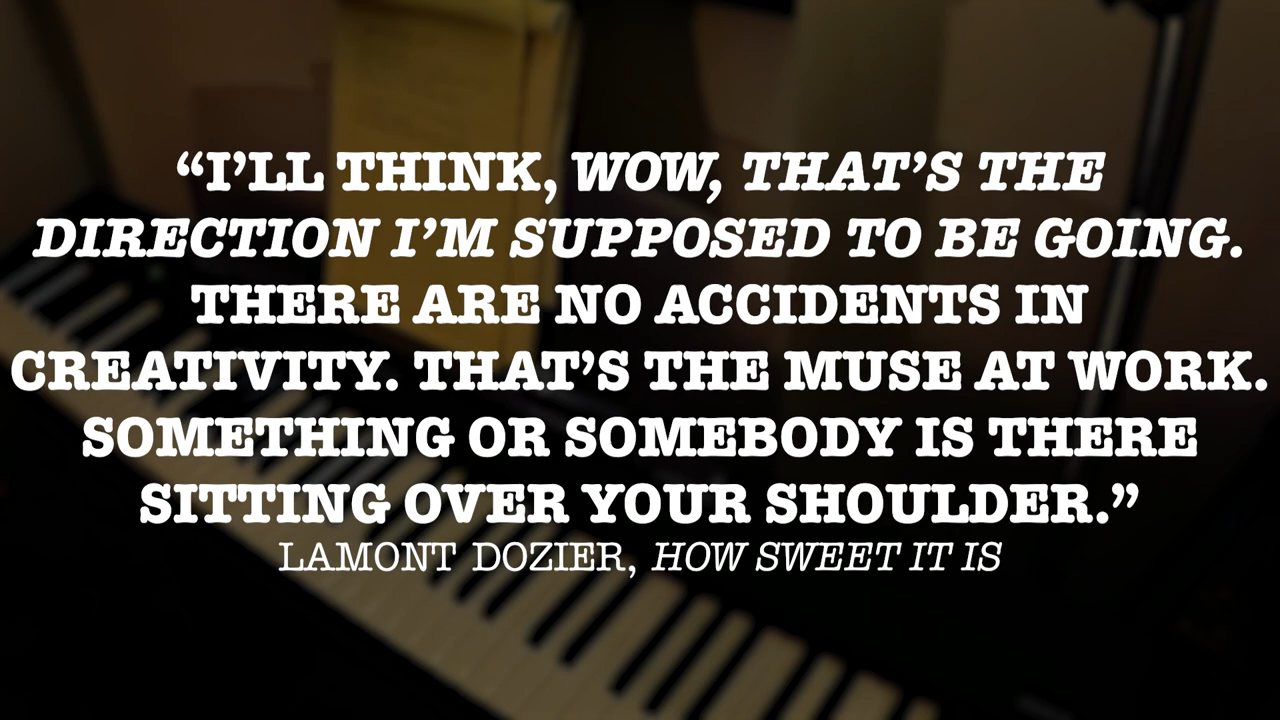 “I’LL THINK, WOW, THAT’S THE
DIRECTION I’M SUPPOSED TO BE GOING.
THERE ARE NO ACCIDENTS IN
CREATIVITY. THAT’S THE MUSE AT WORK.
SOMETHING OR SOMEBODY IS THERE
SITTING OVER YOUR SHOULDER.”
LAMONT DOZIER, HOW SWEET IT IS